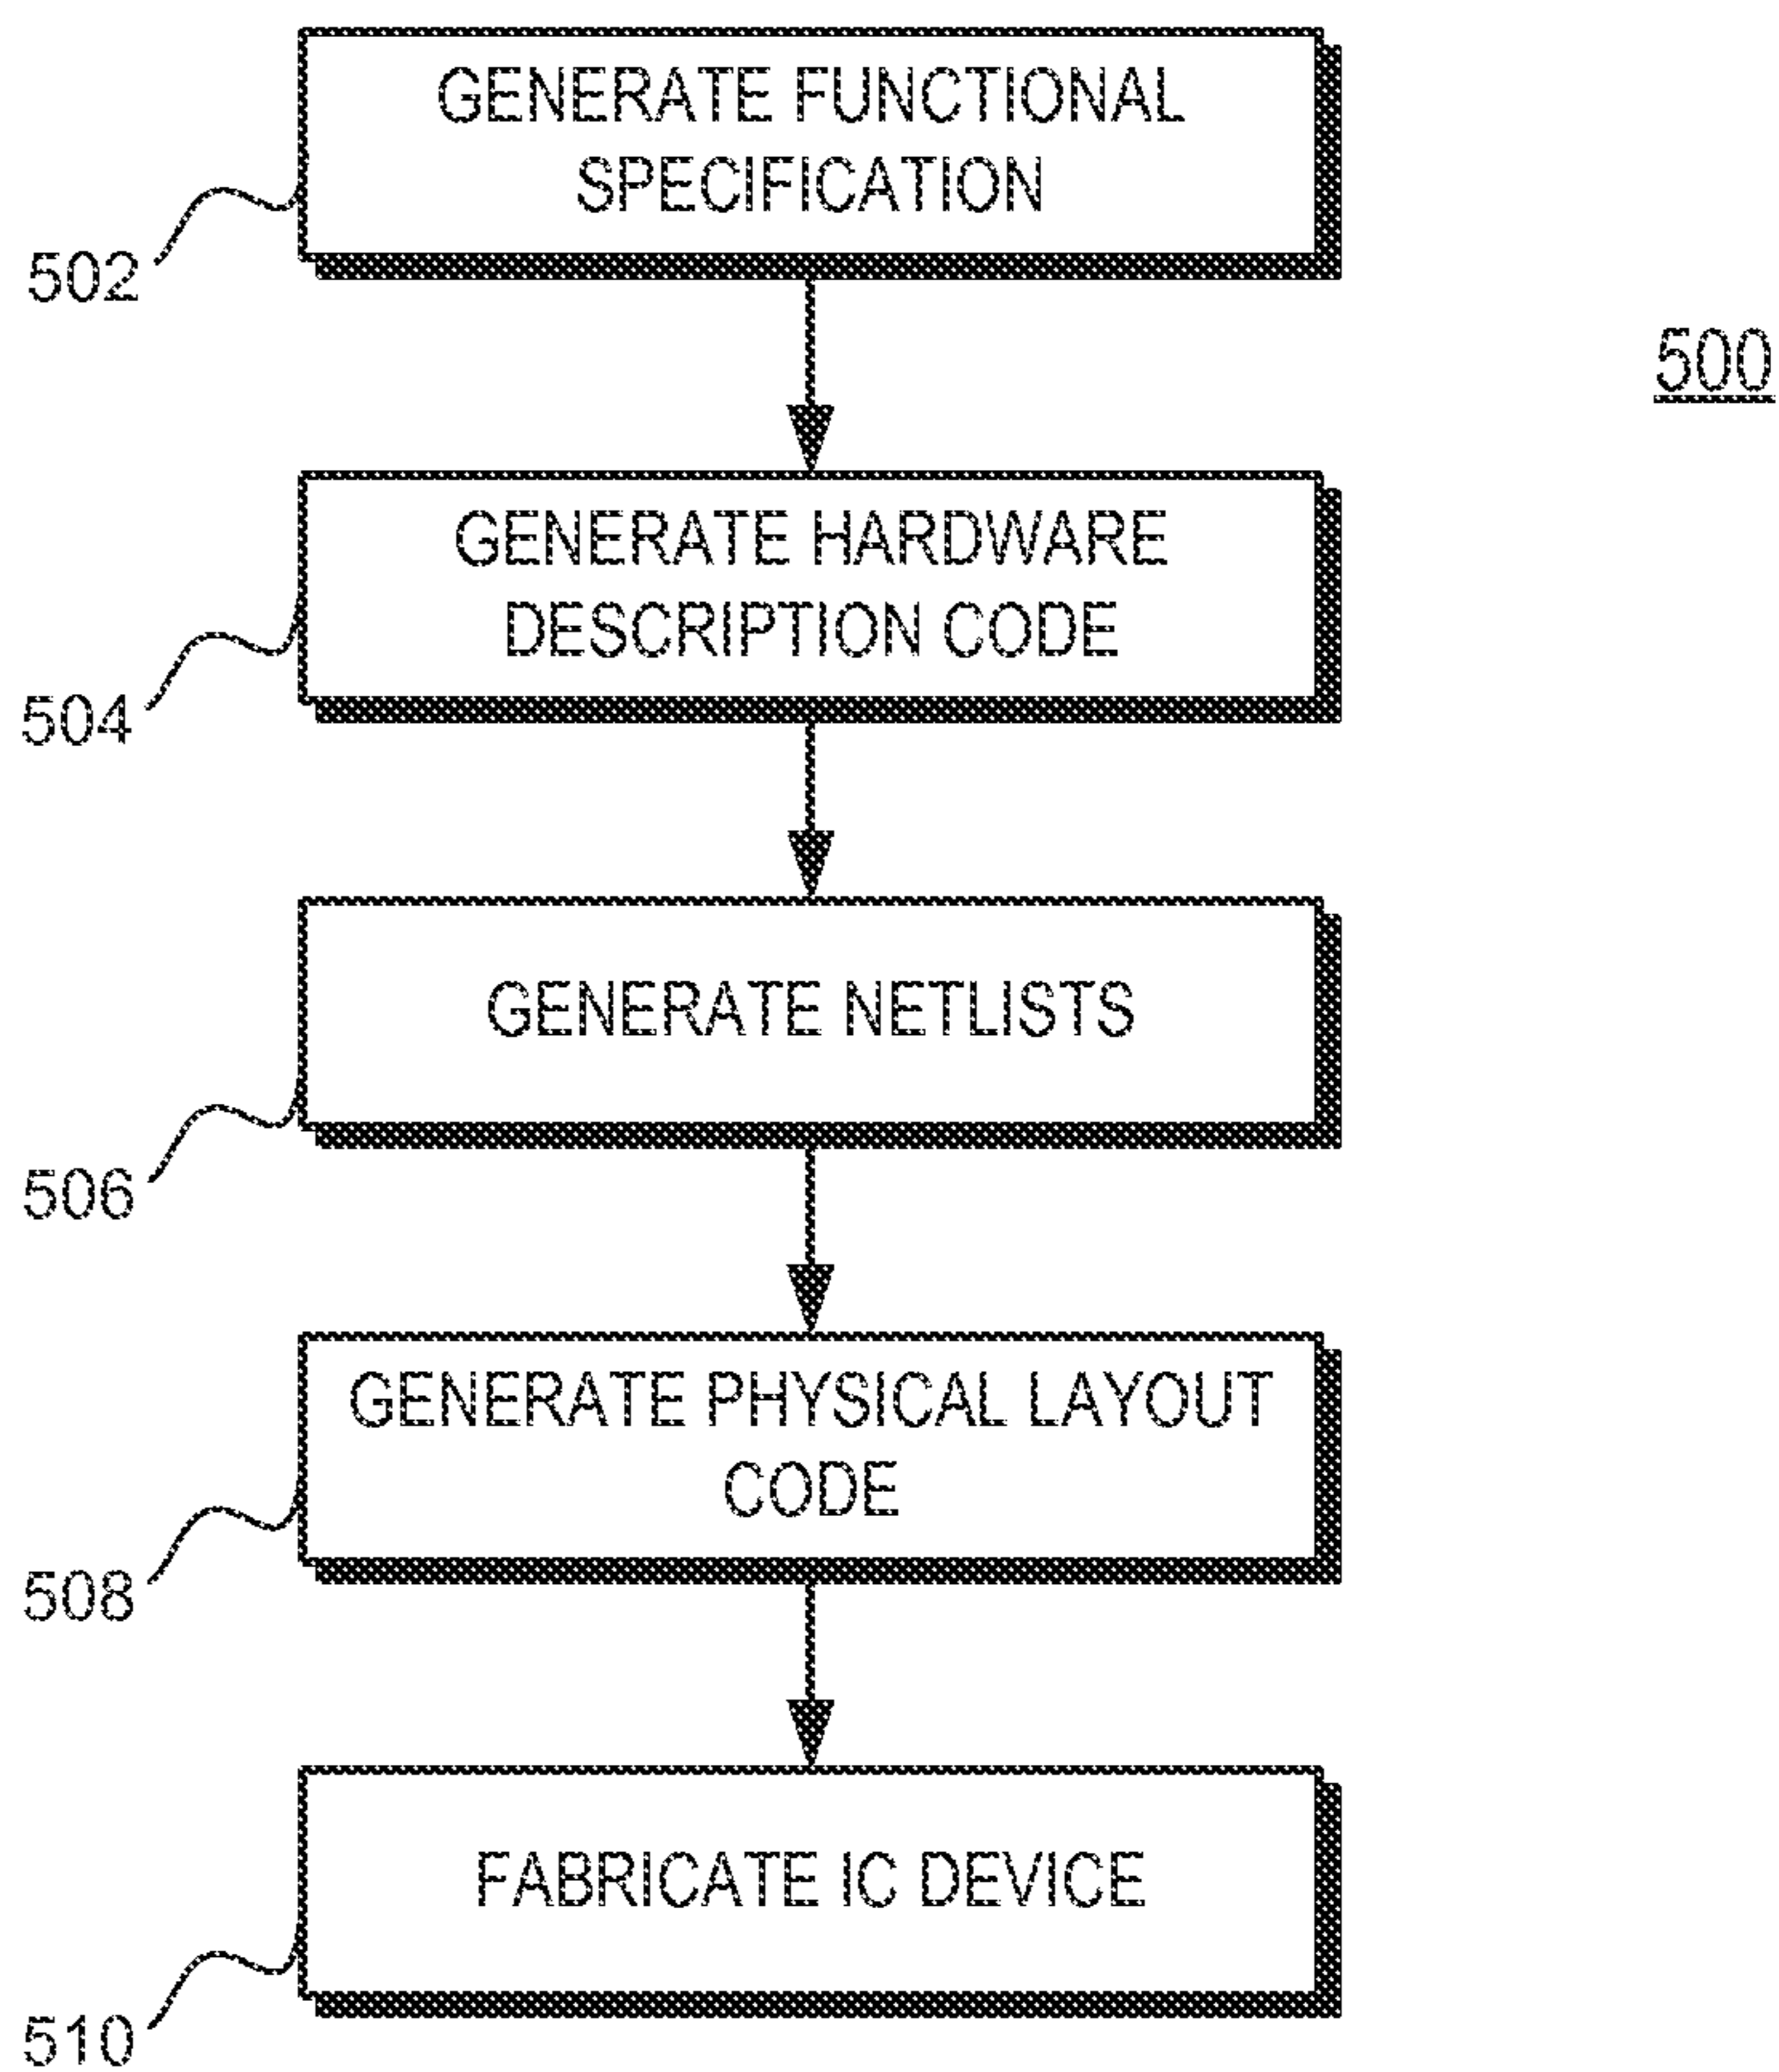 GENERATE FUNCTIONAL
SPECIFICATION
502
500
GENERATE HARDWARE
DESCRIPTION CODE
504
GENERATE NETLISTS
506
GENERATE PHYSICAL LAYOUT
CODE
508
FABRICATE IC DEVICE
510